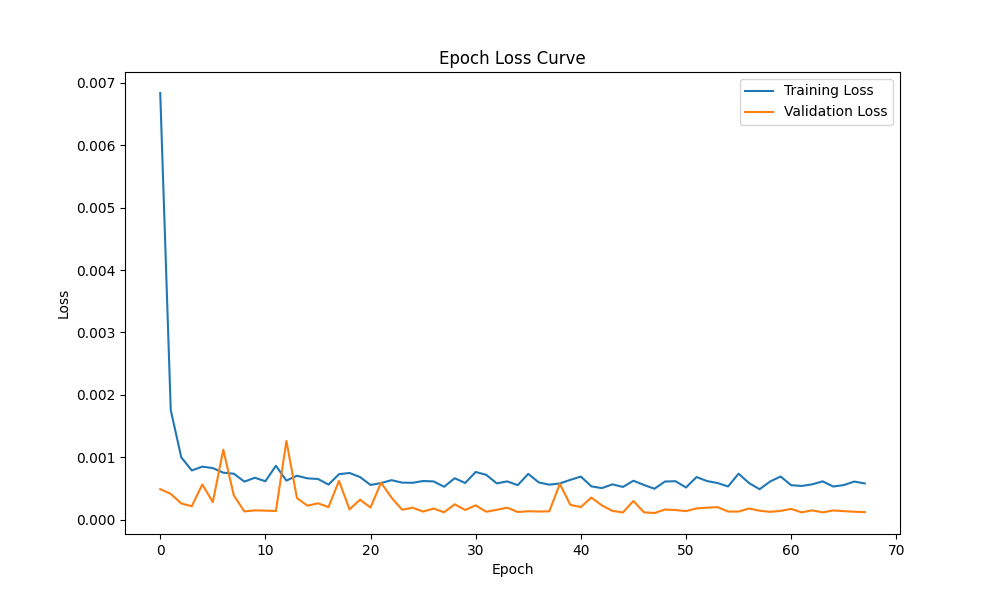 Epoch Loss Curve
Training Loss
Validation Loss
0.007
0.006
0.005
0.004
0.003
0.002
0.001
0.000
Loss
0 10 20 30 40 50 60 70
Epoch